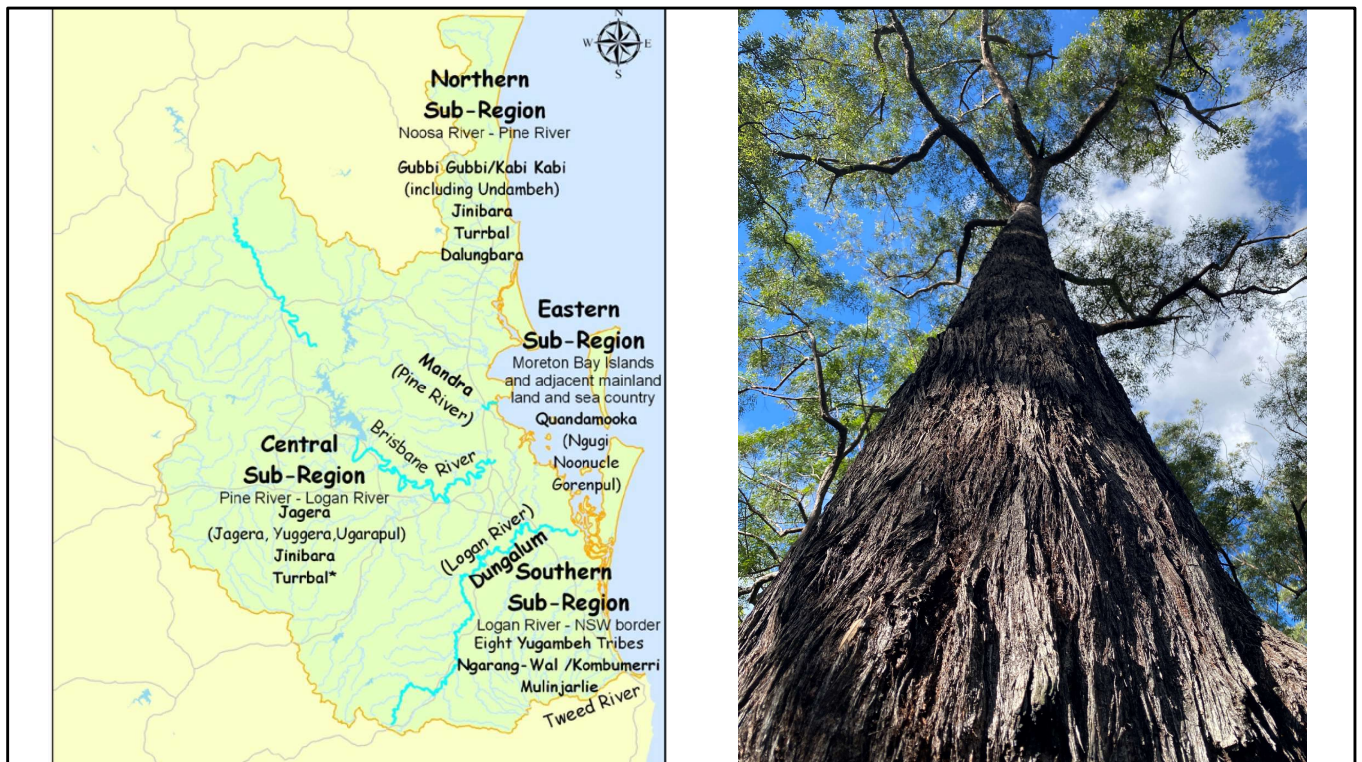 N
W E
S
Northern
Sub-Region
Noosa River - Pine River
Gubbi Gubbi/Kabi Kabi
(including Undambeh)
Jinibara
Turrbal
Dalungbara
Eastern
Sub-Region
Moreton Bay Islands
and adjacent mainland
land and sea country
Quandamooka
(Ngugi
Noonucle
Gorenpul)
Mandra
(Pine River)
Brisbane River
Central
Sub-Region
Pine River - Logan River
Jagera
(Jagera, Yuggera,Ugarapul)
Jinibara
Turrbal*
(Logan River)
Dungalum
Southern
Sub-Region
Logan River - NSW border
Eight Yugambeh Tribes
Ngarang-Wal /Kombumerri
Mulinjarlie
Tweed River